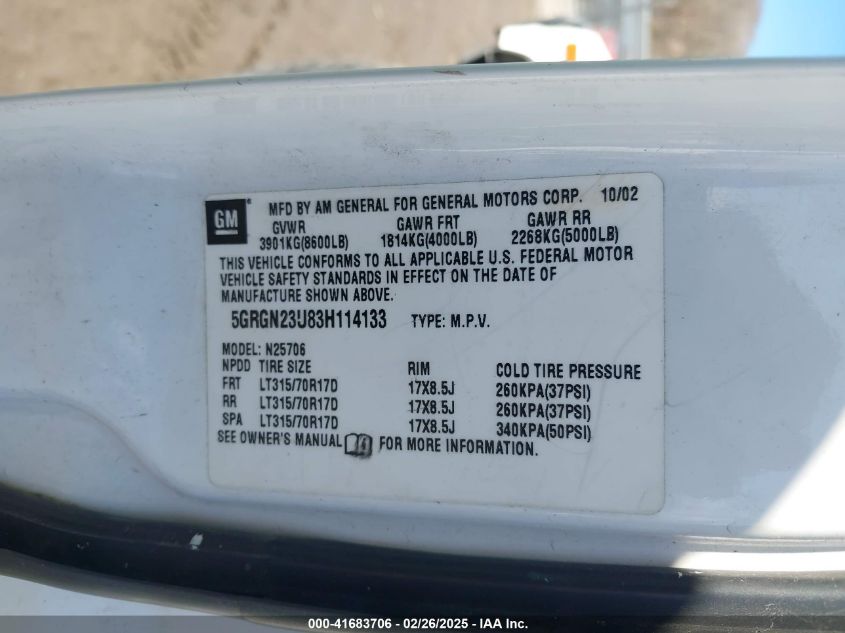 GM® MFD BY AM GENERAL FOR GENERAL MOTORS CORP. 10/02
GVWR GAWR FRT GAWR RR
3901KG(8600LB) 1814KG(4000LB) 2268KG(5000LB)
THIS VEHICLE CONFORMS TO ALL APPLICABLE U.S. FEDERAL MOTOR
VEHICLE SAFETY STANDARDS IN EFFECT ON THE DATE OF
MANUFACTURE SHOWN ABOVE.
5GRGN23U83H114133 TYPE: M.P.V.
MODEL: N25706
NPDD TIRE SIZE RIM COLD TIRE PRESSURE
FRT LT315/70R17D 17X8.5J 260KPA(37PSI)
RR LT315/70R17D 17X8.5J 260KPA(37PSI)
SPA LT315/70R17D 17X8.5J 340KPA(50PSI)
SEE OWNER'S MANUAL FOR MORE INFORMATION.
000-41683706 / 02/26/2025 - IAA Inc.